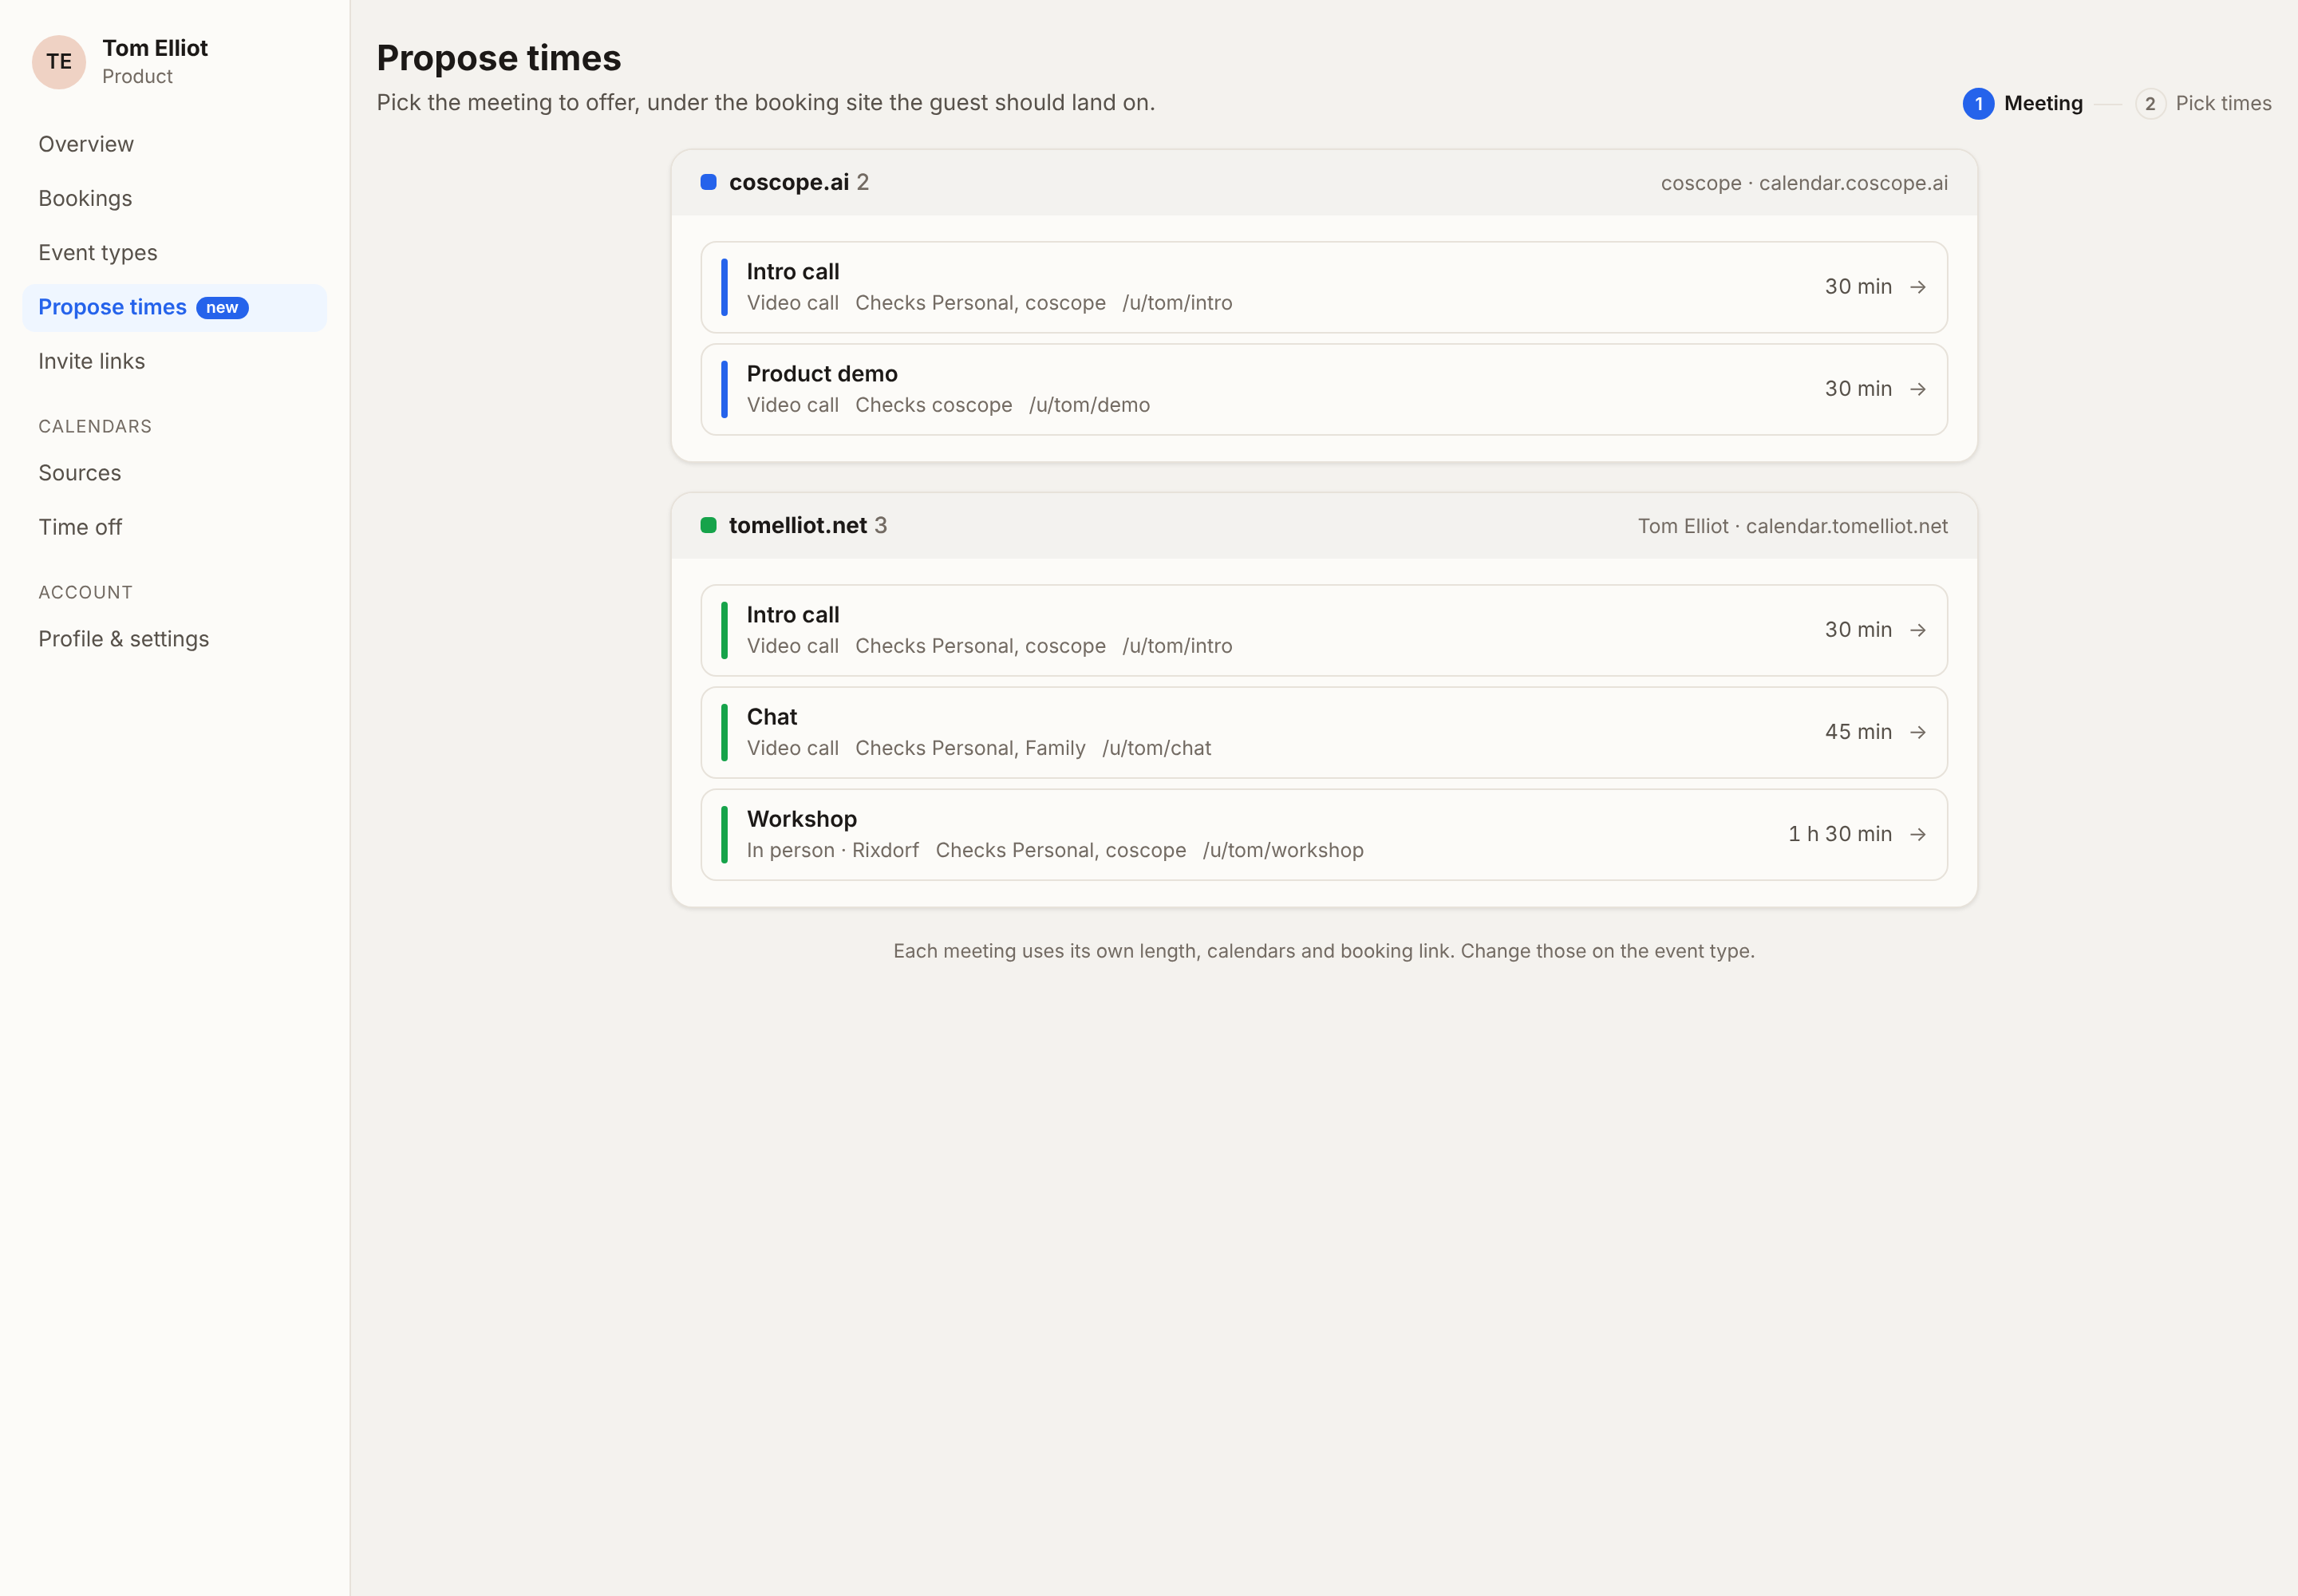 TE
Tom Elliot
Product
Overview
Bookings
Event types
Propose times new
Invite links
CALENDARS
Sources
Time off
ACCOUNT
Profile & settings
Propose times
Pick the meeting to offer, under the booking site the guest should land on.
1 Meeting 2 Pick times
coscope.ai 2 coscope · calendar.coscope.ai
Intro call
Video call Checks Personal, coscope /u/tom/intro
30 min →
Product demo
Video call Checks coscope /u/tom/demo
30 min →
tomelliot.net 3 Tom Elliot · calendar.tomelliot.net
Intro call
Video call Checks Personal, coscope /u/tom/intro
30 min →
Chat
Video call Checks Personal, Family /u/tom/chat
45 min →
Workshop
In person · Rixdorf Checks Personal, coscope /u/tom/workshop
1 h 30 min →
Each meeting uses its own length, calendars and booking link. Change those on the event type.